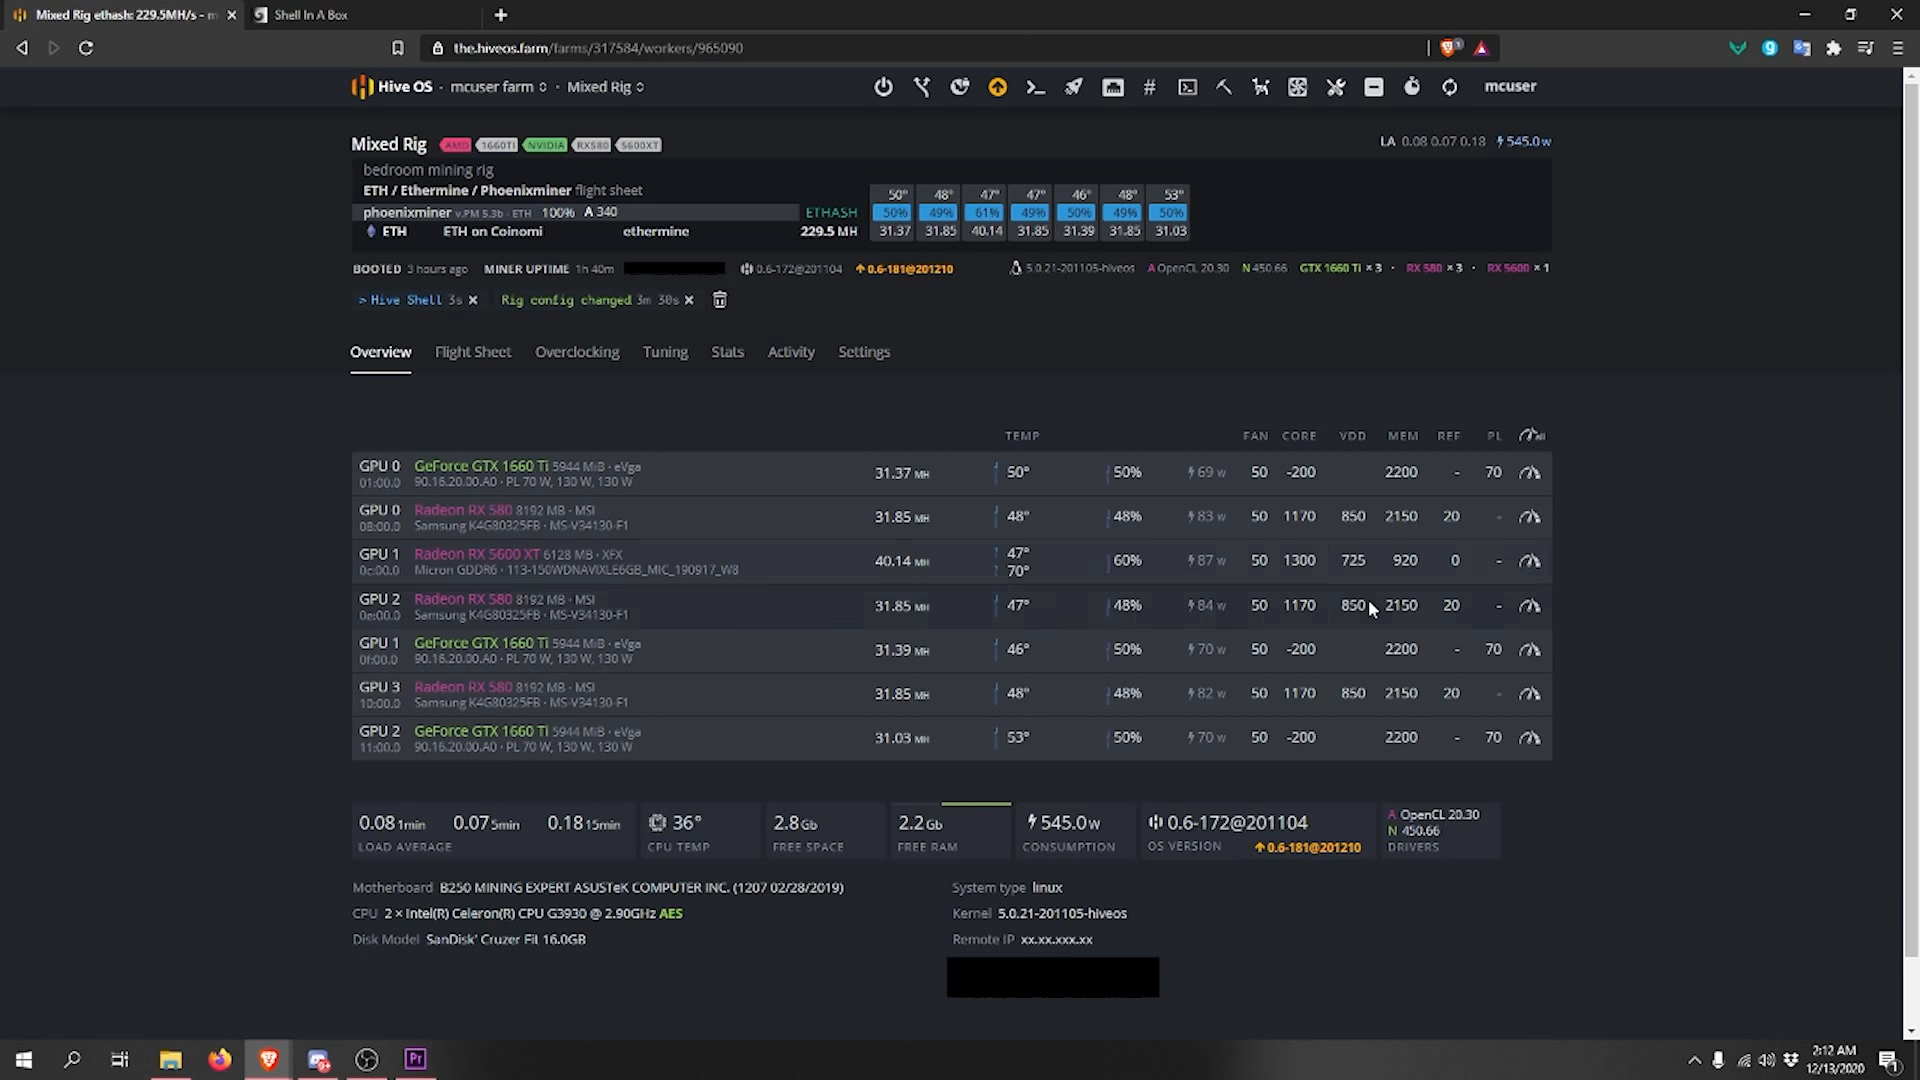 Mixed Rig ethash: 229.5MH/s - m
Shell In A Box
the.hiveos.farm/farms/317584/workers/965090
Hive OS · mcuser farm · Mixed Rig
mcuser
Mixed Rig AMD 1660TI NVIDIA RX580 5600XT
LA 0.08 0.07 0.18 545.0 w
bedroom mining rig
ETH / Ethermine / Phoenixminer flight sheet
50° 48° 47° 47° 46° 48° 53°
phoenixminer v.PM 5.3b · ETH 100% A 340 ETHASH
50% 49% 61% 49% 50% 49% 50%
ETH ETH on Coinomi ethermine 229.5 MH
31.37 31.85 40.14 31.85 31.39 31.85 31.03
BOOTED 3 hours ago MINER UPTIME 1h 40m 0.6-172@201104 0.6-181@201210
5.0.21-201105-hiveos A OpenCL 20.30 N 450.66 GTX 1660 Ti × 3 · RX 580 × 3 · RX 5600 × 1
> Hive Shell 3s × Rig config changed 3m 30s ×
Overview Flight Sheet Overclocking Tuning Stats Activity Settings
TEMP FAN CORE VDD MEM REF PL all
GPU 0 GeForce GTX 1660 Ti 5944 MiB · eVga
01:00.0 90.16.20.00.A0 · PL 70 W, 130 W, 130 W
31.37 MH 50° 50% 69 w 50 -200 2200 - 70
GPU 0 Radeon RX 580 8192 MB · MSI
08:00.0 Samsung K4G80325FB · MS-V34130-F1
31.85 MH 48° 48% 83 w 50 1170 850 2150 20 -
GPU 1 Radeon RX 5600 XT 6128 MB · XFX
0c:00.0 Micron GDDR6 · 113-150WDNAVIXLE6GB_MIC_190917_W8
40.14 MH 47° 70° 60% 87 w 50 1300 725 920 0 -
GPU 2 Radeon RX 580 8192 MB · MSI
0e:00.0 Samsung K4G80325FB · MS-V34130-F1
31.85 MH 47° 48% 84 w 50 1170 850 2150 20 -
GPU 1 GeForce GTX 1660 Ti 5944 MiB · eVga
0f:00.0 90.16.20.00.A0 · PL 70 W, 130 W, 130 W
31.39 MH 46° 50% 70 w 50 -200 2200 - 70
GPU 3 Radeon RX 580 8192 MB · MSI
10:00.0 Samsung K4G80325FB · MS-V34130-F1
31.85 MH 48° 48% 82 w 50 1170 850 2150 20 -
GPU 2 GeForce GTX 1660 Ti 5944 MiB · eVga
11:00.0 90.16.20.00.A0 · PL 70 W, 130 W, 130 W
31.03 MH 53° 50% 70 w 50 -200 2200 - 70
0.08 1min 0.07 5min 0.18 15min
LOAD AVERAGE
36°
CPU TEMP
2.8 Gb
FREE SPACE
2.2 Gb
FREE RAM
545.0 w
CONSUMPTION
0.6-172@201104
OS VERSION 0.6-181@201210
A OpenCL 20.30
N 450.66
DRIVERS
Motherboard B250 MINING EXPERT ASUSTeK COMPUTER INC. (1207 02/28/2019)
CPU 2 × Intel(R) Celeron(R) CPU G3930 @ 2.90GHz AES
Disk Model SanDisk' Cruzer Fit 16.0GB
System type linux
Kernel 5.0.21-201105-hiveos
Remote IP xx.xx.xxx.xx
2:12 AM
12/13/2020